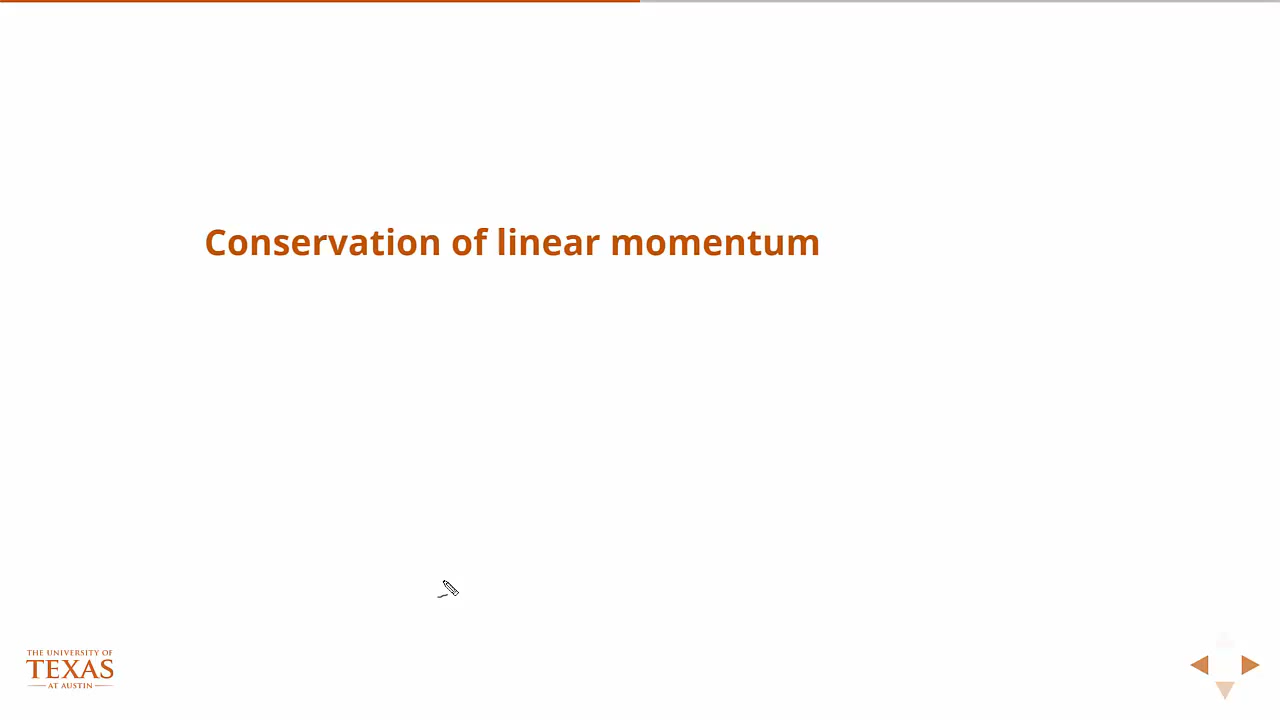 Conservation of linear momentum
THE UNIVERSITY OF
TEXAS
AT AUSTIN